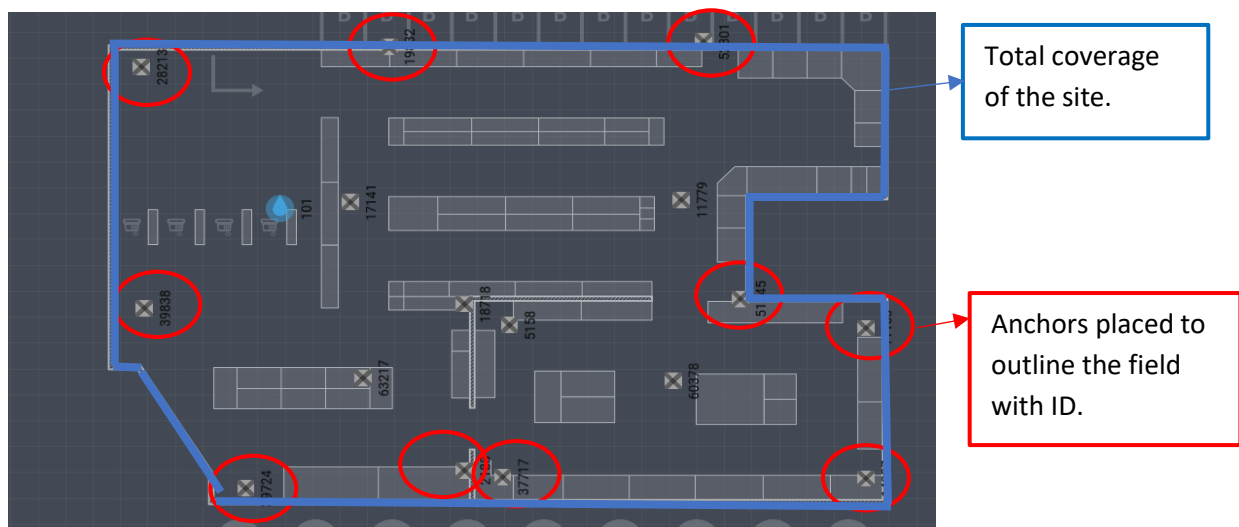 B B B B B B B B B B B
28213
17141
101
11779
39838
18718
5158
63217
60378
37717
Total coverage
of the site.
Anchors placed to
outline the field
with ID.